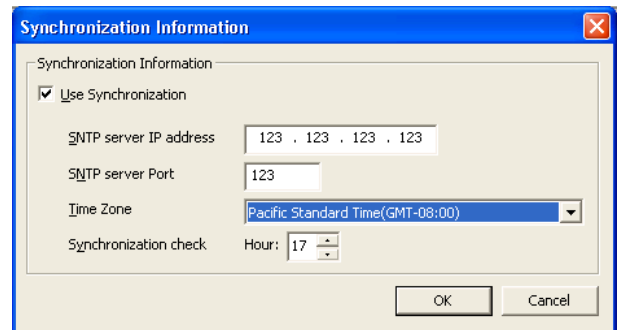 Synchronization Information
Synchronization Information
Use Synchronization
SNTP server IP address 123 . 123 . 123 . 123
SNTP server Port 123
Time Zone Pacific Standard Time(GMT-08:00)
Synchronization check Hour: 17
OK Cancel